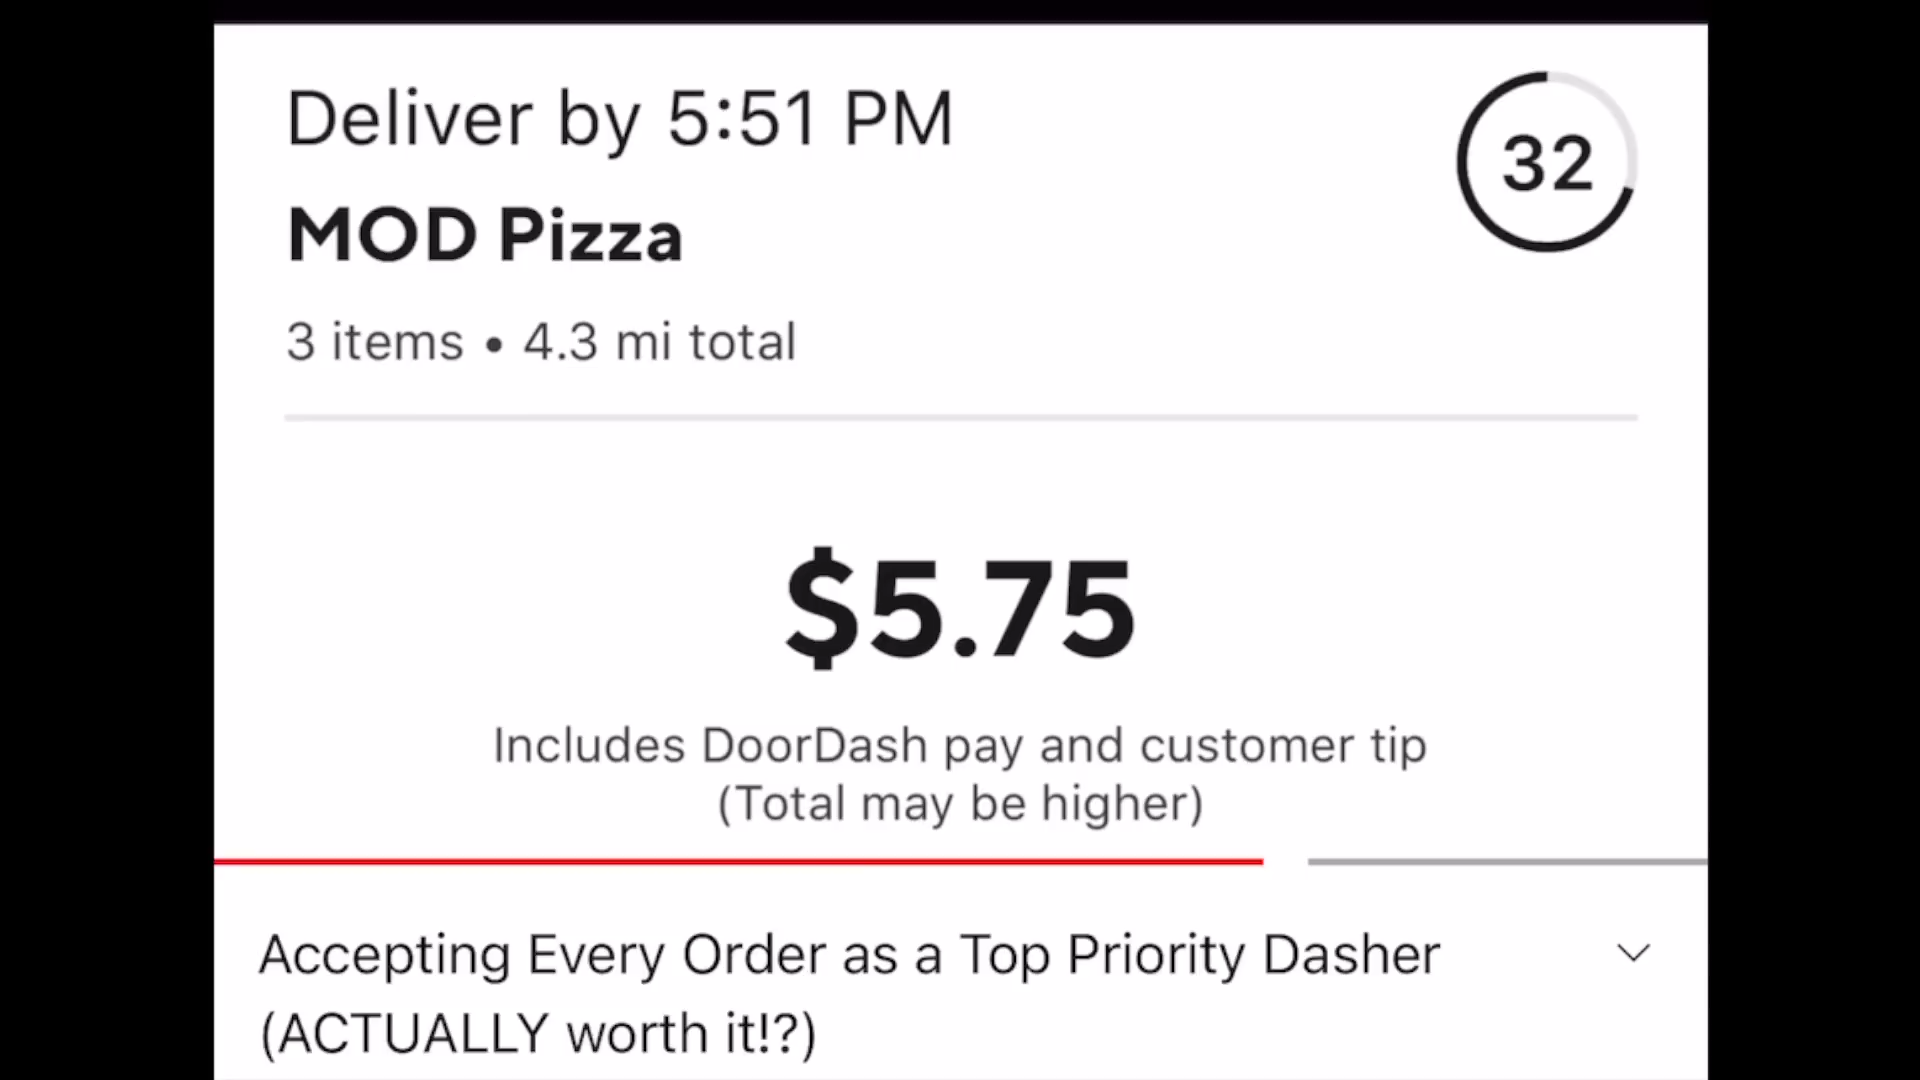 Deliver by 5:51 PM
32
MOD Pizza
3 items • 4.3 mi total
$5.75
Includes DoorDash pay and customer tip
(Total may be higher)
Accepting Every Order as a Top Priority Dasher
(ACTUALLY worth it!?)